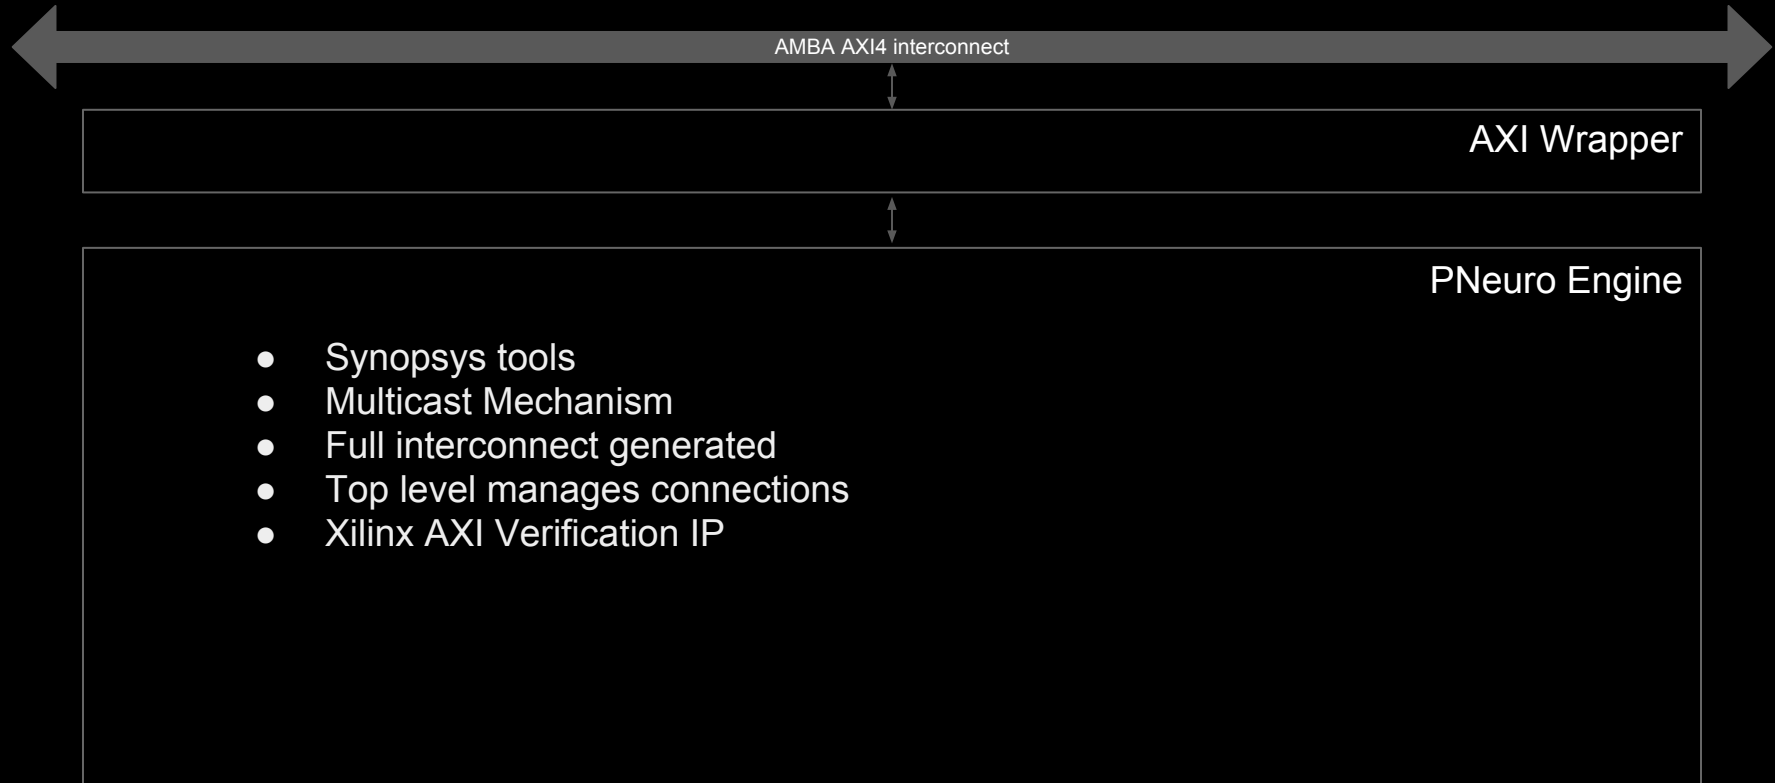 AMBA AXI4 interconnect
AXI Wrapper
PNeuro Engine
● Synopsys tools
● Multicast Mechanism
● Full interconnect generated
● Top level manages connections
● Xilinx AXI Verification IP